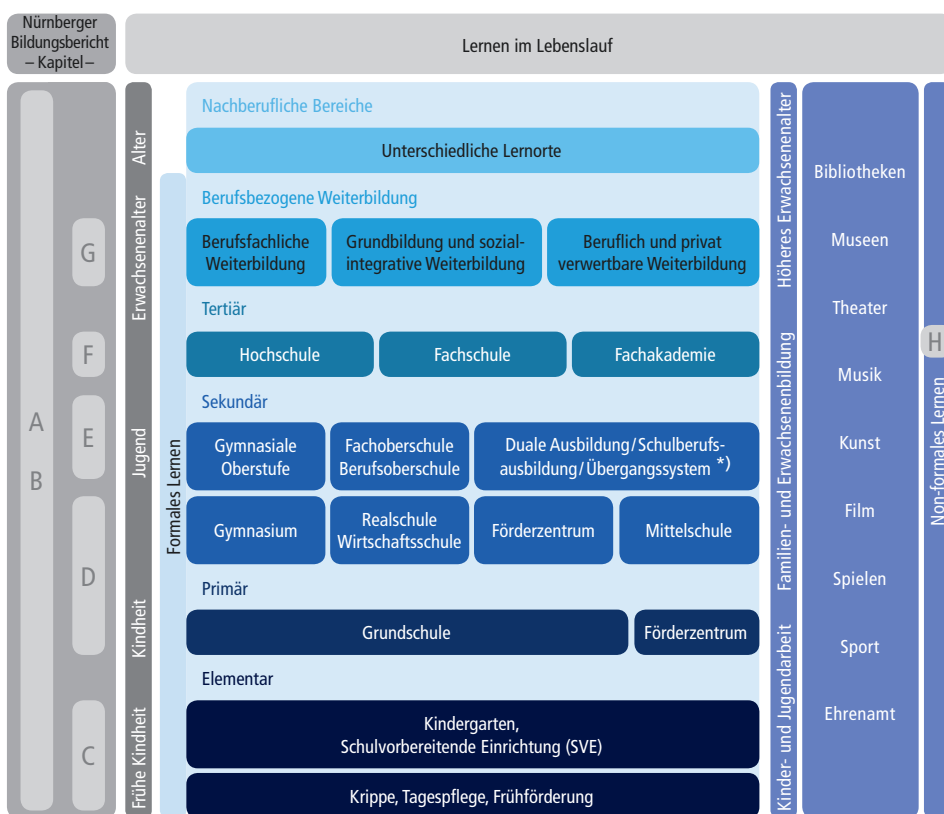 Nürnberger
Bildungsbericht
– Kapitel –
Lernen im Lebenslauf
A
B
G
F
E
D
C
Alter
Erwachsenenalter
Jugend
Kindheit
Frühe Kindheit
Formales Lernen
Nachberufliche Bereiche
Unterschiedliche Lernorte
Berufsbezogene Weiterbildung
Berufsfachliche
Weiterbildung
Grundbildung und sozial-
integrative Weiterbildung
Beruflich und privat
verwertbare Weiterbildung
Tertiär
Hochschule
Fachschule
Fachakademie
Sekundär
Gymnasiale
Oberstufe
Fachoberschule
Berufsoberschule
Duale Ausbildung / Schulberufs-
ausbildung / Übergangssystem *)
Gymnasium
Realschule
Wirtschaftsschule
Förderzentrum
Mittelschule
Primär
Grundschule
Förderzentrum
Elementar
Kindergarten,
Schulvorbereitende Einrichtung (SVE)
Krippe, Tagespflege, Frühförderung
Höheres Erwachsenenalter
Familien- und Erwachsenenbildung
Kinder- und Jugendarbeit
Bibliotheken
Museen
Theater
Musik
Kunst
Film
Spielen
Sport
Ehrenamt
H
Non-formales Lernen